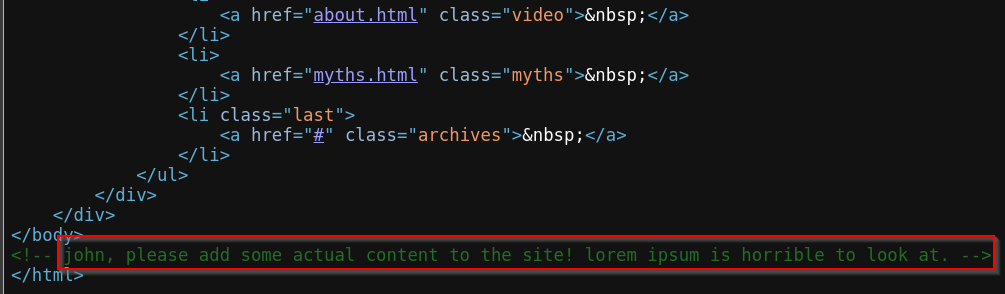 <a href="about.html" class="video">&nbsp;</a>
</li>
<li>
<a href="myths.html" class="myths">&nbsp;</a>
</li>
<li class="last">
<a href="#" class="archives">&nbsp;</a>
</li>
</ul>
</div>
</div>
</body>
<!-- john, please add some actual content to the site! lorem ipsum is horrible to look at. -->
</html>